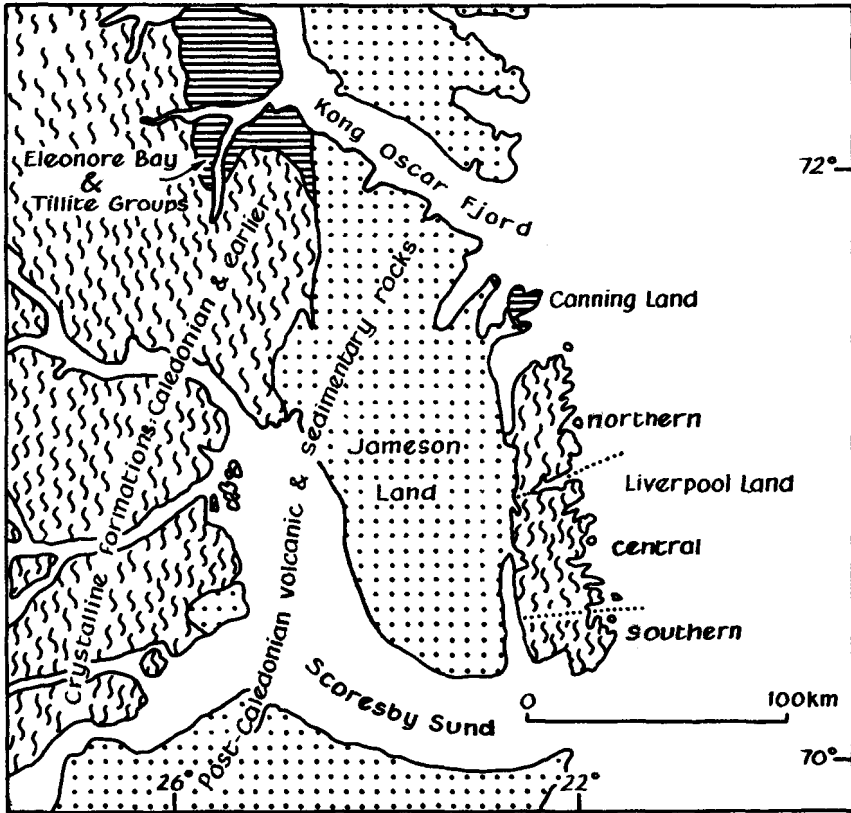 Kong Oscar Fjord
Eleonore Bay
&
Tillite Groups
72°
Canning Land
Crystalline formations, Caledonian & earlier
Post-Caledonian volcanic & sedimentary rocks
northern
Jameson
Land
Liverpool Land
central
southern
Scoresby Sund
0
100km
70°
26°
22°